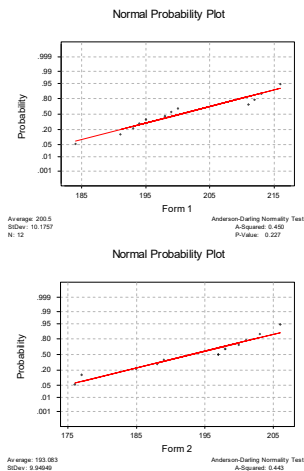 Normal Probability Plot
.999
.99
.95
.80
.50
.20
.05
.01
.001
Probability
185
195
205
215
Form 1
Average: 200.5
StDev: 10.1757
N: 12
Anderson-Darling Normality Test
A-Squared: 0.450
P-Value: 0.227
Normal Probability Plot
.999
.99
.95
.80
.50
.20
.05
.01
.001
Probability
175
185
195
205
Form 2
Average: 193.083
StDev: 9.94949
Anderson-Darling Normality Test
A-Squared: 0.443